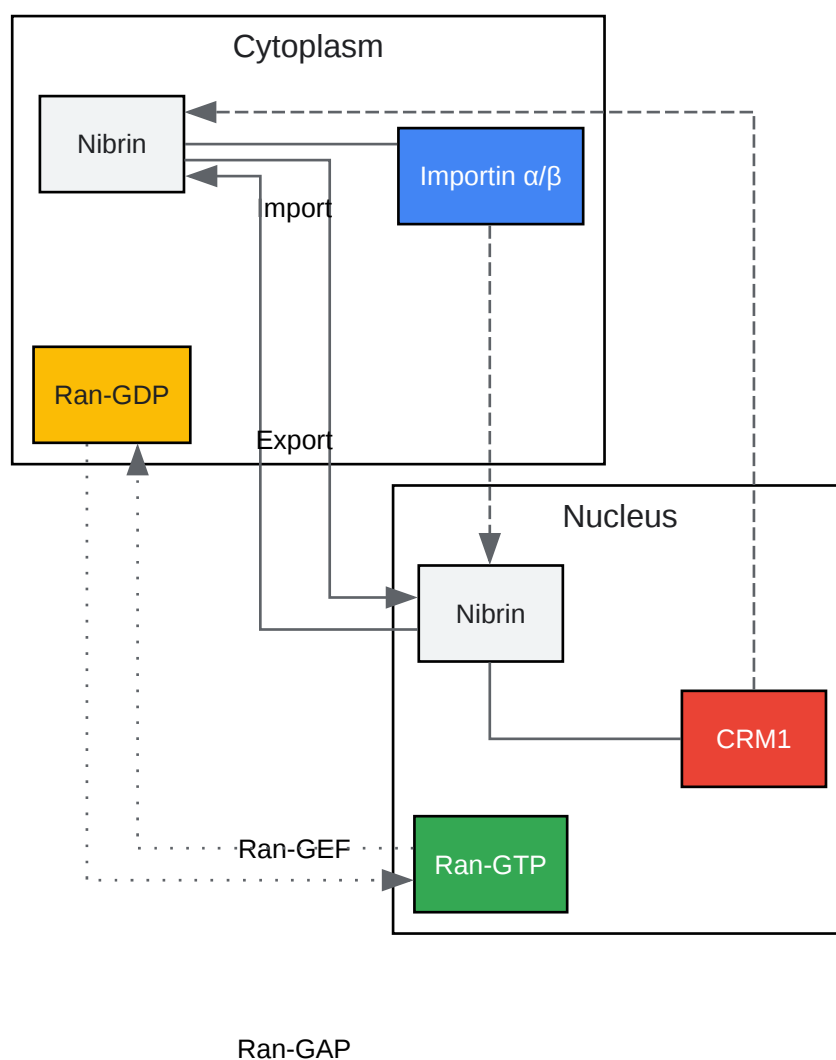 Cytoplasm
Nibrin
Importin α/β
Import
Ran-GDP
Export
Nucleus
Nibrin
CRM1
Ran-GEF
Ran-GTP
Ran-GAP